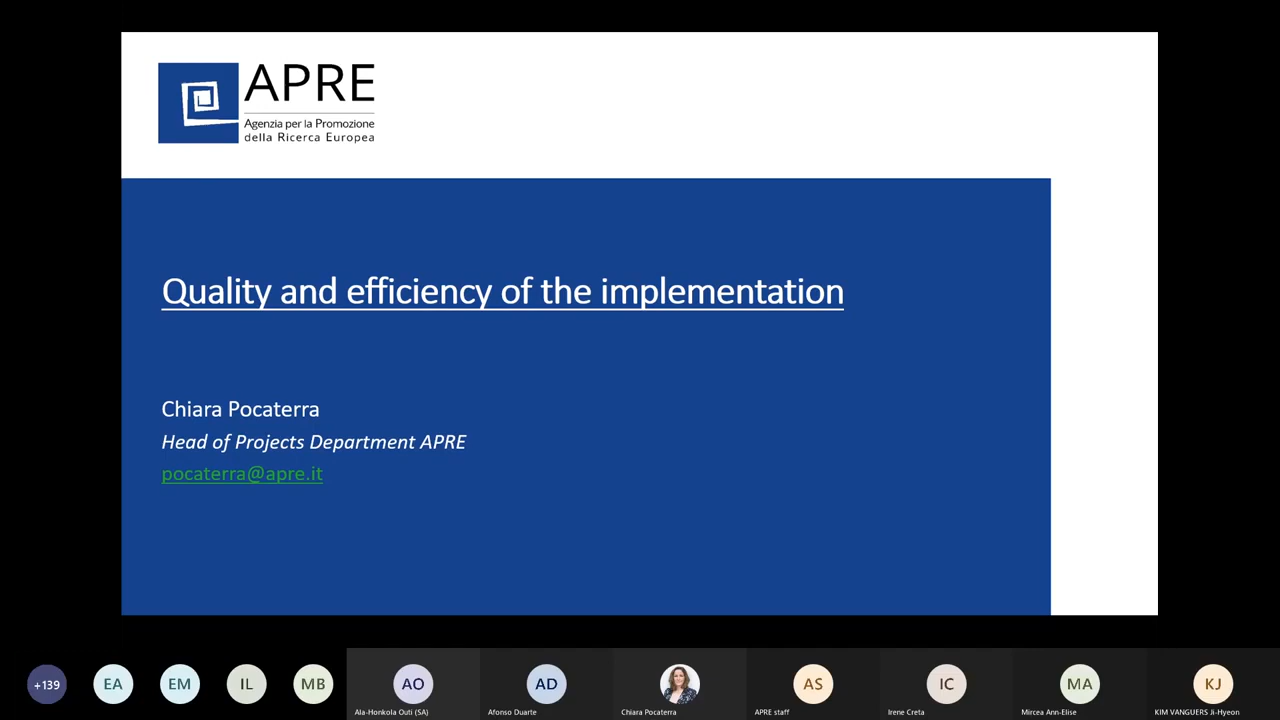 APRE
Agenzia per la Promozione
della Ricerca Europea
Quality and efficiency of the implementation
Chiara Pocaterra
Head of Projects Department APRE
pocaterra@apre.it
+139
EA
EM
IL
MB
AO
AD
AS
IC
MA
KJ
Ala-Honkola Outi (SA)
Afonso Duarte
Chiara Pocaterra
APRE staff
Irene Creta
Mircea Ann-Elise
KIM VANGUERS Ji-Hyeon